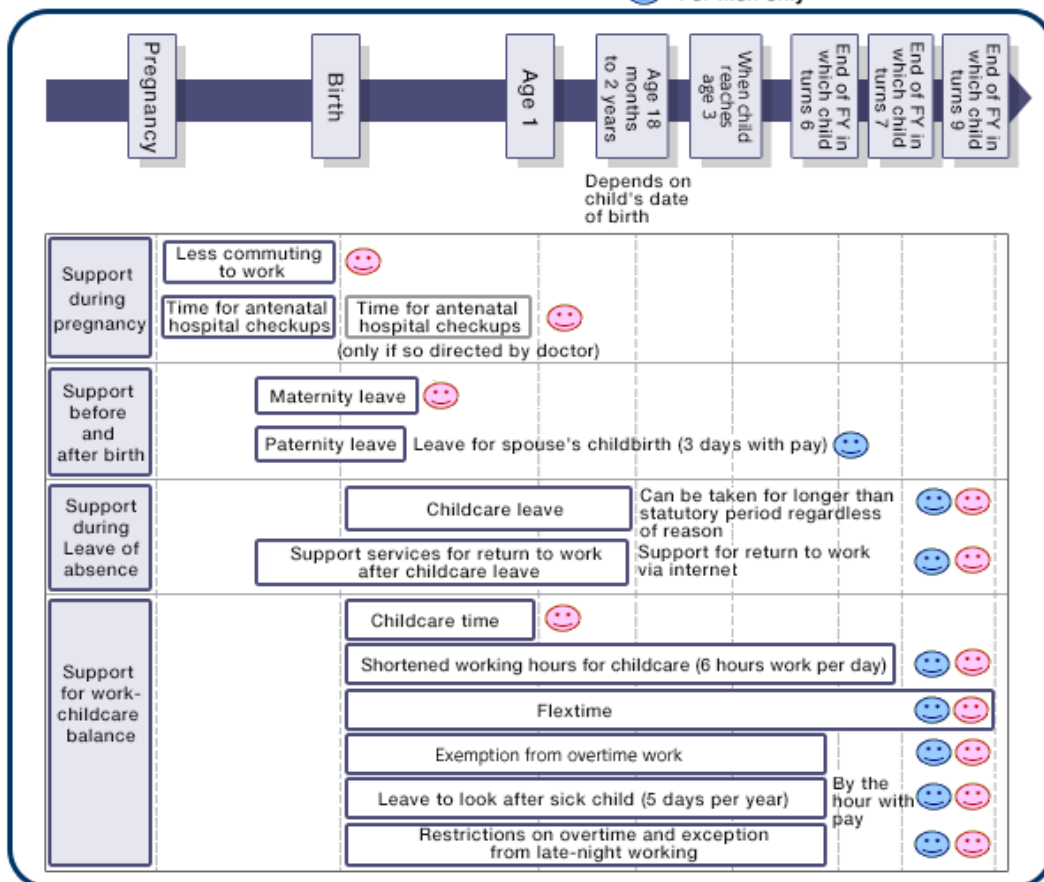 Pregnancy
Birth
Age 1
Age 18
months
to 2 years
When child
reaches
age 3
End of FY in
which child
turns 6
End of FY in
which child
turns 7
End of FY in
which child
turns 9
Depends on
child's date
of birth
Support
during
pregnancy
Less commuting
to work
Time for antenatal
hospital checkups
Time for antenatal
hospital checkups
(only if so directed by doctor)
Support
before
and
after birth
Maternity leave
Paternity leave
Leave for spouse's childbirth (3 days with pay)
Support
during
Leave of
absence
Childcare leave
Can be taken for longer than
statutory period regardless
of reason
Support services for return to work
after childcare leave
Support for return to work
via internet
Support
for work-
childcare
balance
Childcare time
Shortened working hours for childcare (6 hours work per day)
Flextime
Exemption from overtime work
Leave to look after sick child (5 days per year)
By the
hour with
pay
Restrictions on overtime and exception
from late-night working